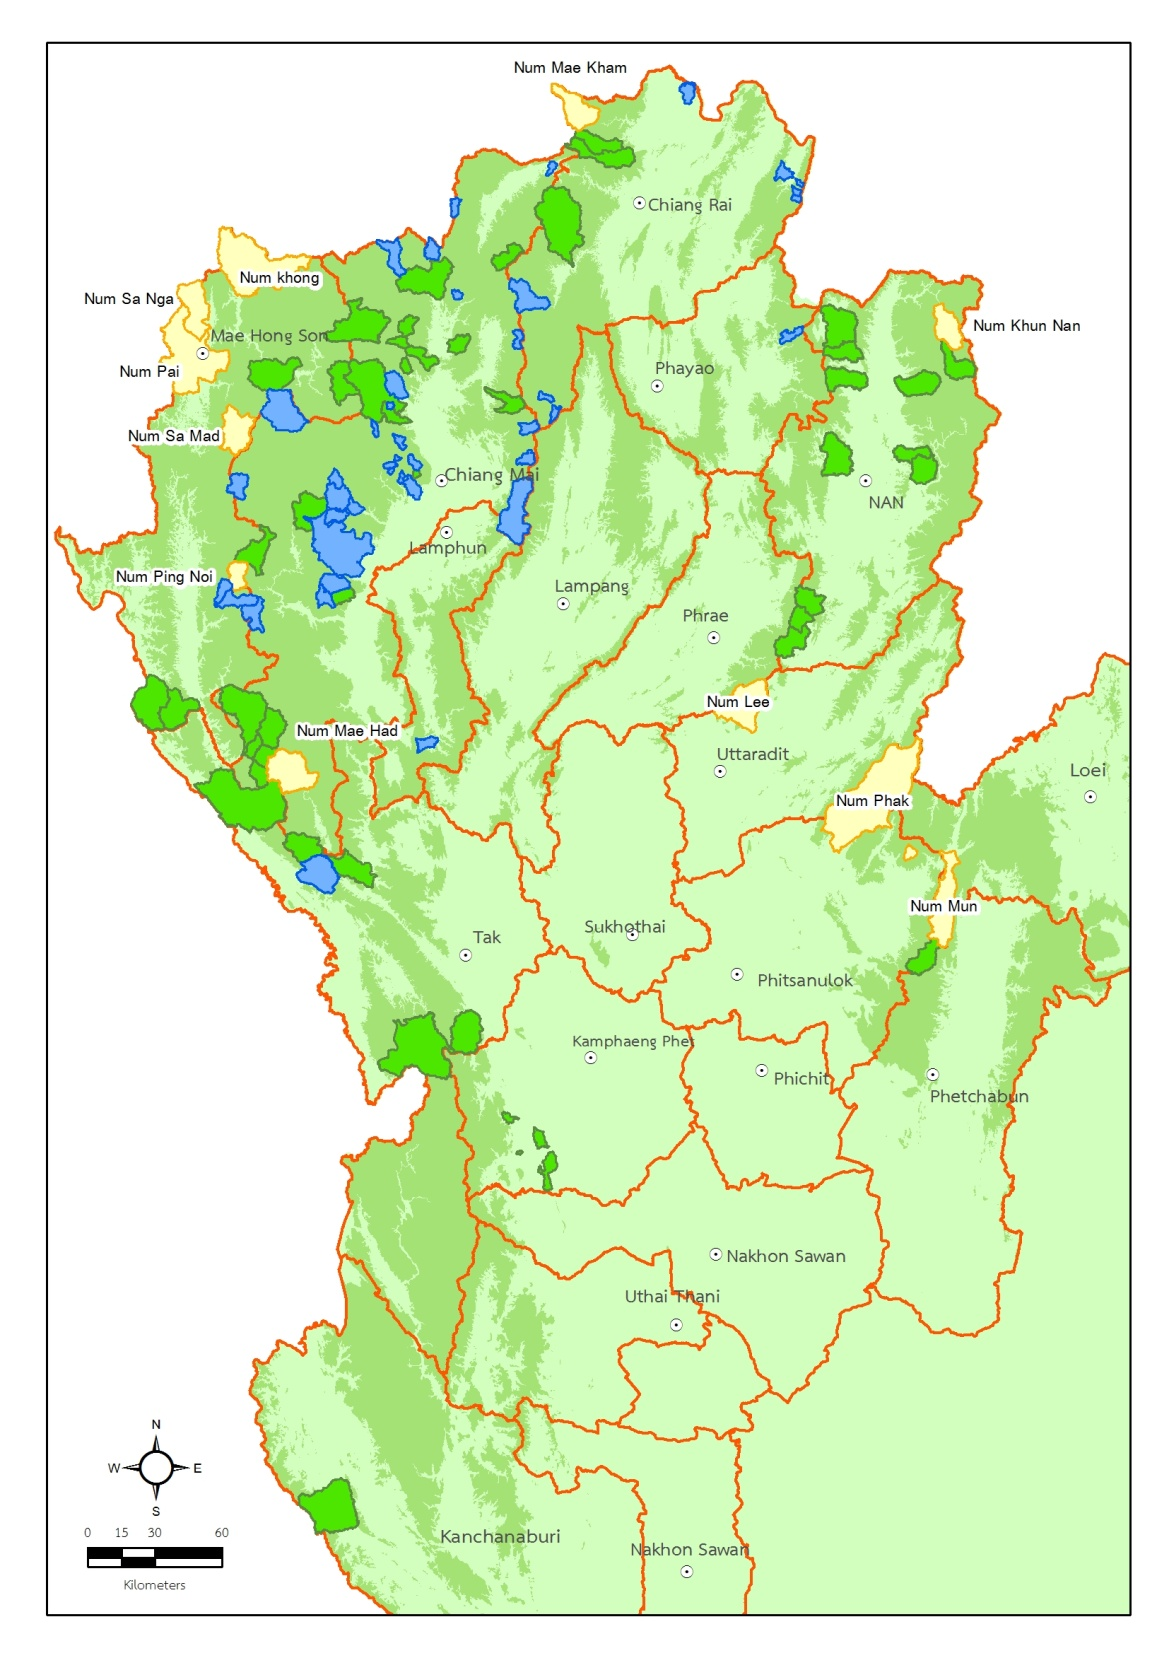 Num Mae Kham
Chiang Rai
Num khong
Num Sa Nga
Mae Hong Son
Num Khun Nan
Num Pai
Phayao
Num Sa Mad
Chiang Mai
NAN
Lamphun
Num Ping Noi
Lampang
Phrae
Num Lee
Num Mae Had
Uttaradit
Loei
Num Phak
Num Mun
Sukhothai
Tak
Phitsanulok
Kamphaeng Phet
Phichit
Phetchabun
Nakhon Sawan
Uthai Thani
N
W E
S
0 15 30 60
Kilometers
Kanchanaburi
Nakhon Sawan